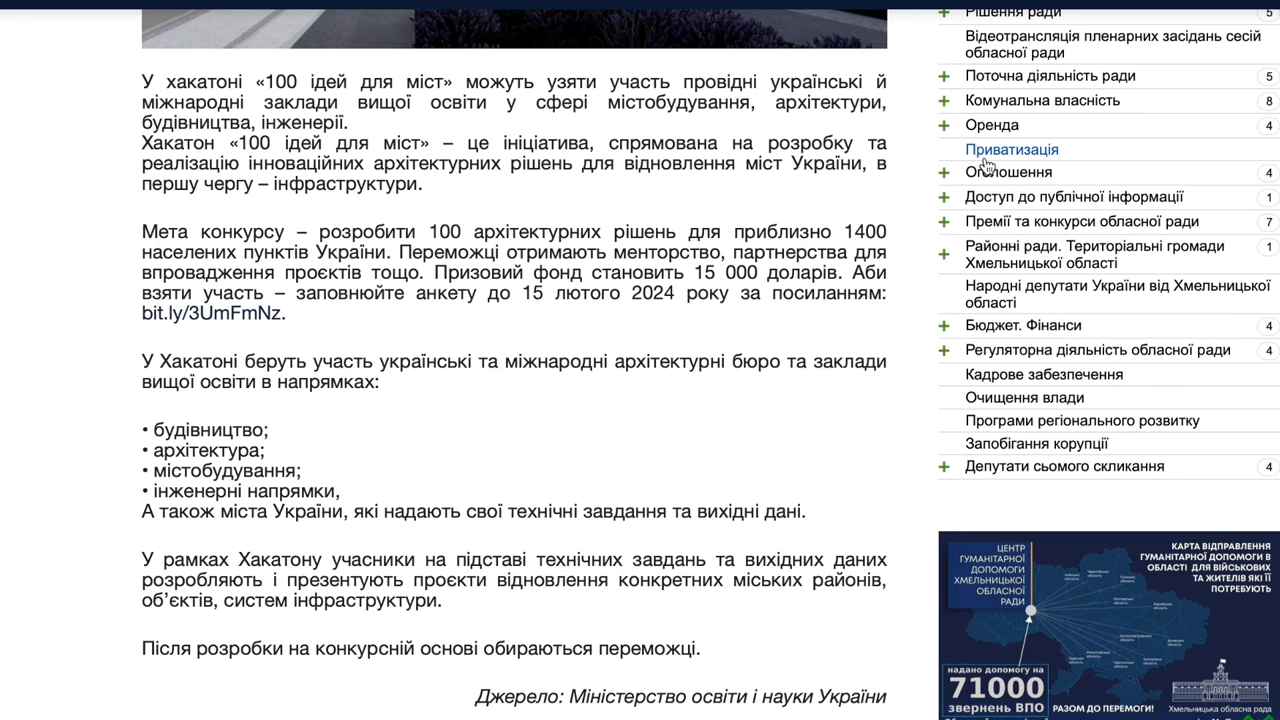 У хакатоні «100 ідей для міст» можуть узяти участь провідні українські й
міжнародні заклади вищої освіти у сфері містобудування, архітектури,
будівництва, інженерії.
Хакатон «100 ідей для міст» – це ініціатива, спрямована на розробку та
реалізацію інноваційних архітектурних рішень для відновлення міст України, в
першу чергу – інфраструктури.
Мета конкурсу – розробити 100 архітектурних рішень для приблизно 1400
населених пунктів України. Переможці отримають менторство, партнерства для
впровадження проєктів тощо. Призовий фонд становить 15 000 доларів. Аби
взяти участь – заповнюйте анкету до 15 лютого 2024 року за посиланням:
bit.ly/3UmFmNz.
У Хакатоні беруть участь українські та міжнародні архітектурні бюро та заклади
вищої освіти в напрямках:
• будівництво;
• архітектура;
• містобудування;
• інженерні напрямки,
А також міста України, які надають свої технічні завдання та вихідні дані.
У рамках Хакатону учасники на підставі технічних завдань та вихідних даних
розробляють і презентують проєкти відновлення конкретних міських районів,
об’єктів, систем інфраструктури.
Після розробки на конкурсній основі обираються переможці.
Джерело: Міністерство освіти і науки України
Рішення ради 5
Відеотрансляція пленарних засідань сесій
обласної ради
Поточна діяльність ради 5
Комунальна власність 8
Оренда 4
Приватизація
Оголошення 4
Доступ до публічної інформації 1
Премії та конкурси обласної ради 7
Районні ради. Територіальні громади 1
Хмельницької області
Народні депутати України від Хмельницької
області
Бюджет. Фінанси 4
Регуляторна діяльність обласної ради 4
Кадрове забезпечення
Очищення влади
Програми регіонального розвитку
Запобігання корупції
Депутати сьомого скликання 4
ЦЕНТР
ГУМАНІТАРНОЇ
ДОПОМОГИ
ХМЕЛЬНИЦЬКОЇ
ОБЛАСНОЇ
РАДИ
КАРТА ВІДПРАВЛЕННЯ
ГУМАНІТАРНОЇ ДОПОМОГИ В
ОБЛАСТІ ДЛЯ ВІЙСЬКОВИХ
ТА ЖИТЕЛІВ ЯКІ ЇЇ
ПОТРЕБУЮТЬ
надано допомогу на
71000
звернень ВПО
РАЗОМ ДО ПЕРЕМОГИ!
Хмельницька обласна рада